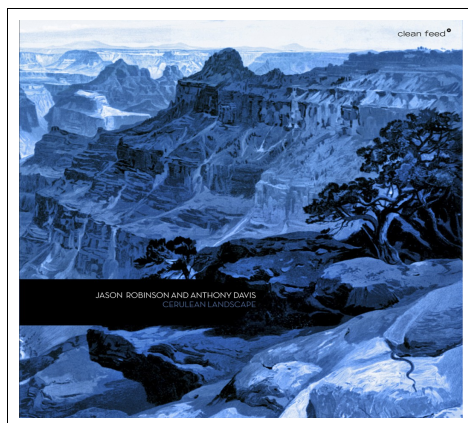 clean feed
JASON ROBINSON AND ANTHONY DAVIS
CERULEAN LANDSCAPE